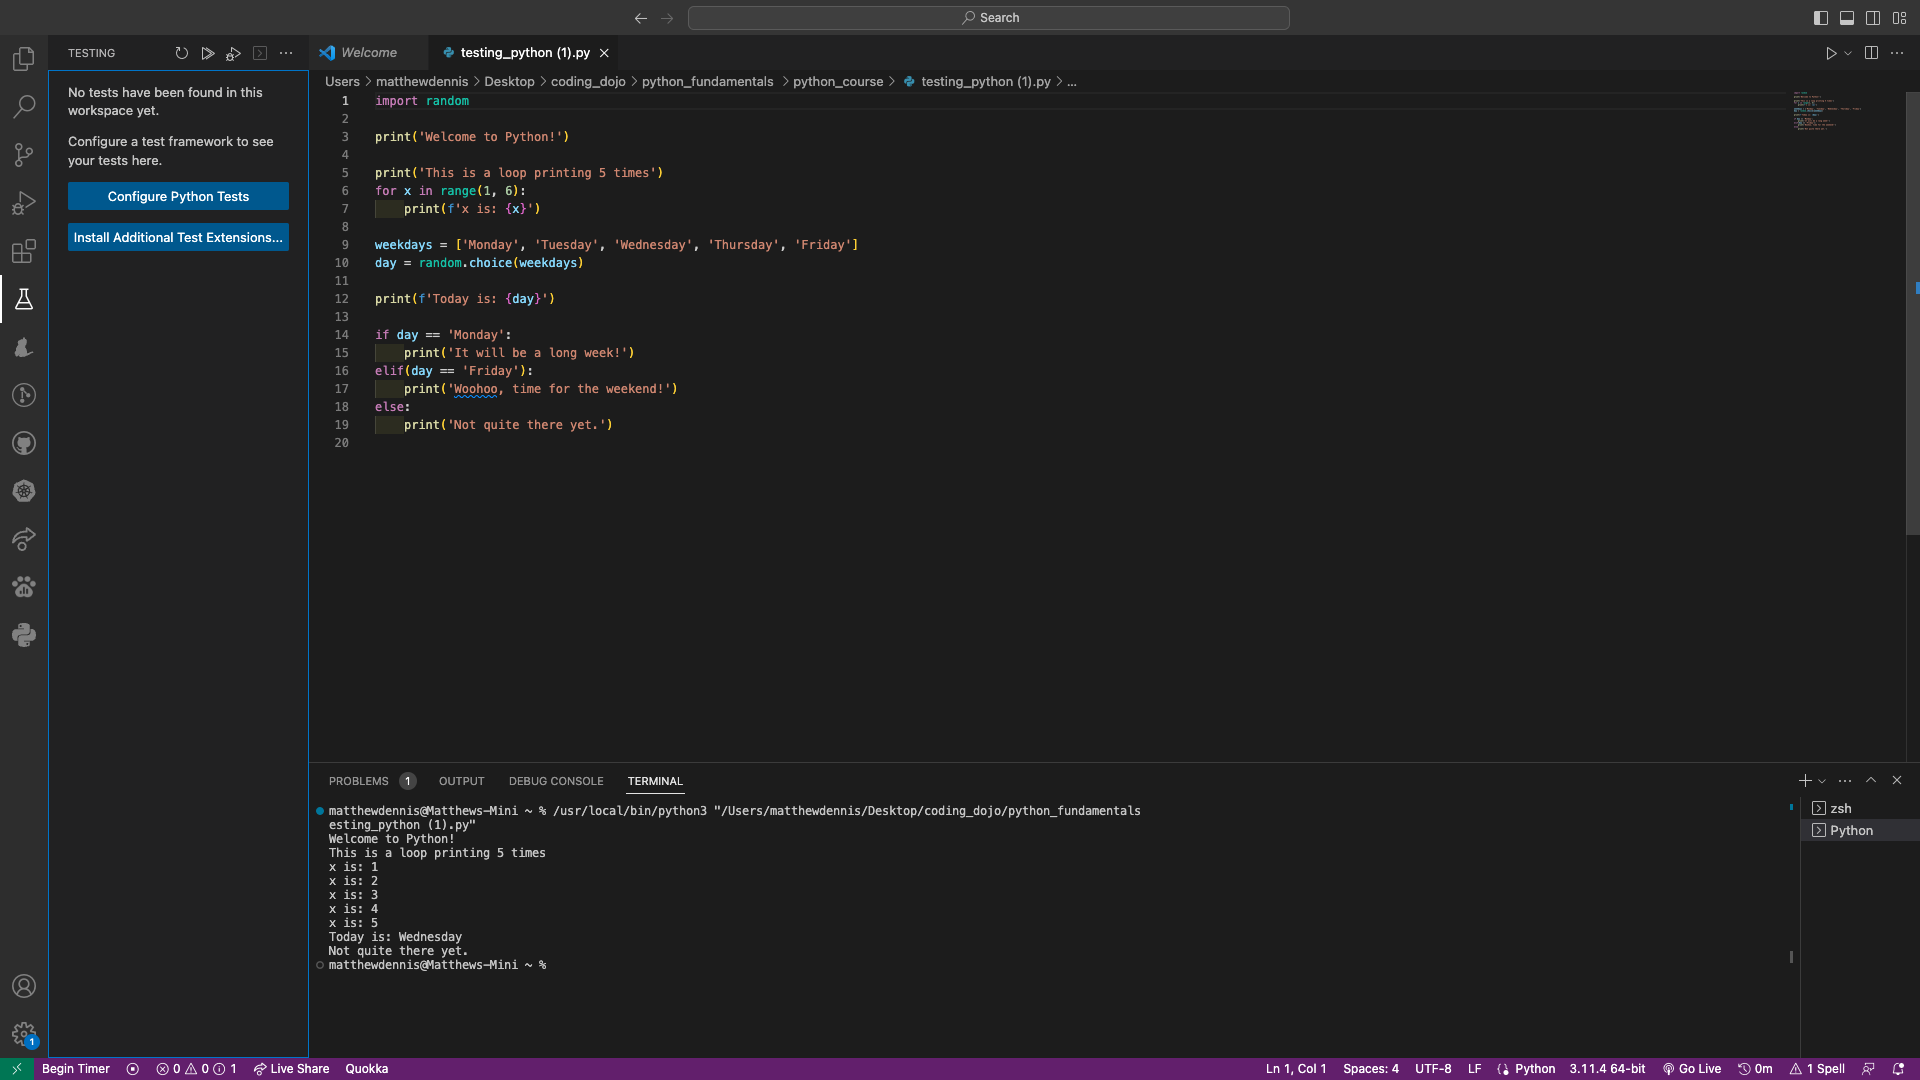 Search
TESTING
Welcome
testing_python (1).py
Users > matthewdennis > Desktop > coding_dojo > python_fundamentals > python_course > testing_python (1).py > ...
No tests have been found in this
workspace yet.
Configure a test framework to see
your tests here.
Configure Python Tests
Install Additional Test Extensions...
1 import random
2
3 print('Welcome to Python!')
4
5 print('This is a loop printing 5 times')
6 for x in range(1, 6):
7     print(f'x is: {x}')
8
9 weekdays = ['Monday', 'Tuesday', 'Wednesday', 'Thursday', 'Friday']
10 day = random.choice(weekdays)
11
12 print(f'Today is: {day}')
13
14 if day == 'Monday':
15     print('It will be a long week!')
16 elif(day == 'Friday'):
17     print('Woohoo, time for the weekend!')
18 else:
19     print('Not quite there yet.')
20
PROBLEMS 1 OUTPUT DEBUG CONSOLE TERMINAL
matthewdennis@Matthews-Mini ~ % /usr/local/bin/python3 "/Users/matthewdennis/Desktop/coding_dojo/python_fundamentals
esting_python (1).py"
Welcome to Python!
This is a loop printing 5 times
x is: 1
x is: 2
x is: 3
x is: 4
x is: 5
Today is: Wednesday
Not quite there yet.
matthewdennis@Matthews-Mini ~ %
zsh
Python
1
Begin Timer 0 0 1 Live Share Quokka Ln 1, Col 1 Spaces: 4 UTF-8 LF Python 3.11.4 64-bit Go Live 0m 1 Spell